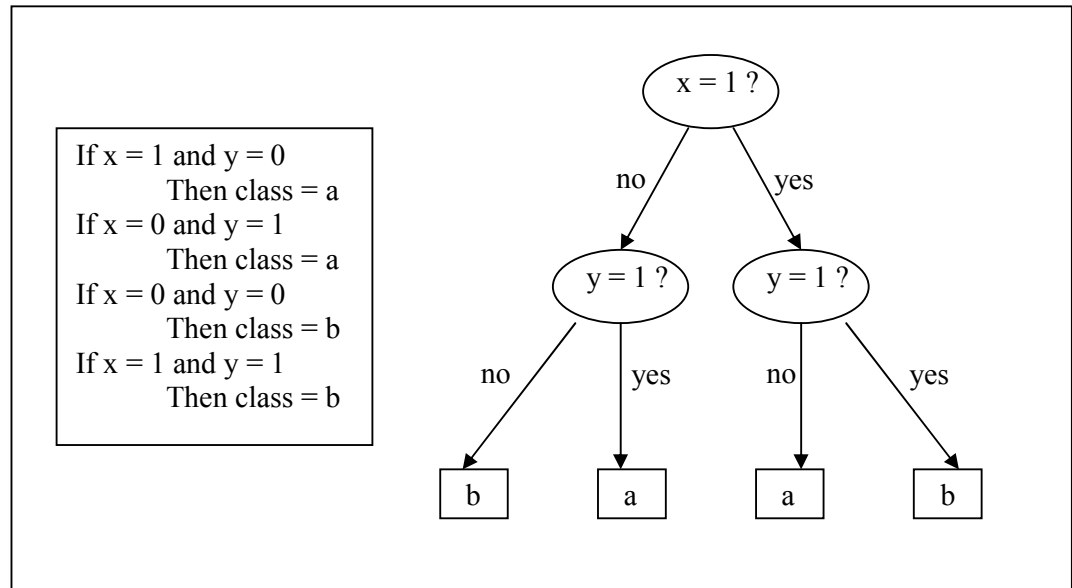 If x = 1 and y = 0
Then class = a
If x = 0 and y = 1
Then class = a
If x = 0 and y = 0
Then class = b
If x = 1 and y = 1
Then class = b
x = 1 ?
no
yes
y = 1 ?
y = 1 ?
no
yes
no
yes
b
a
a
b